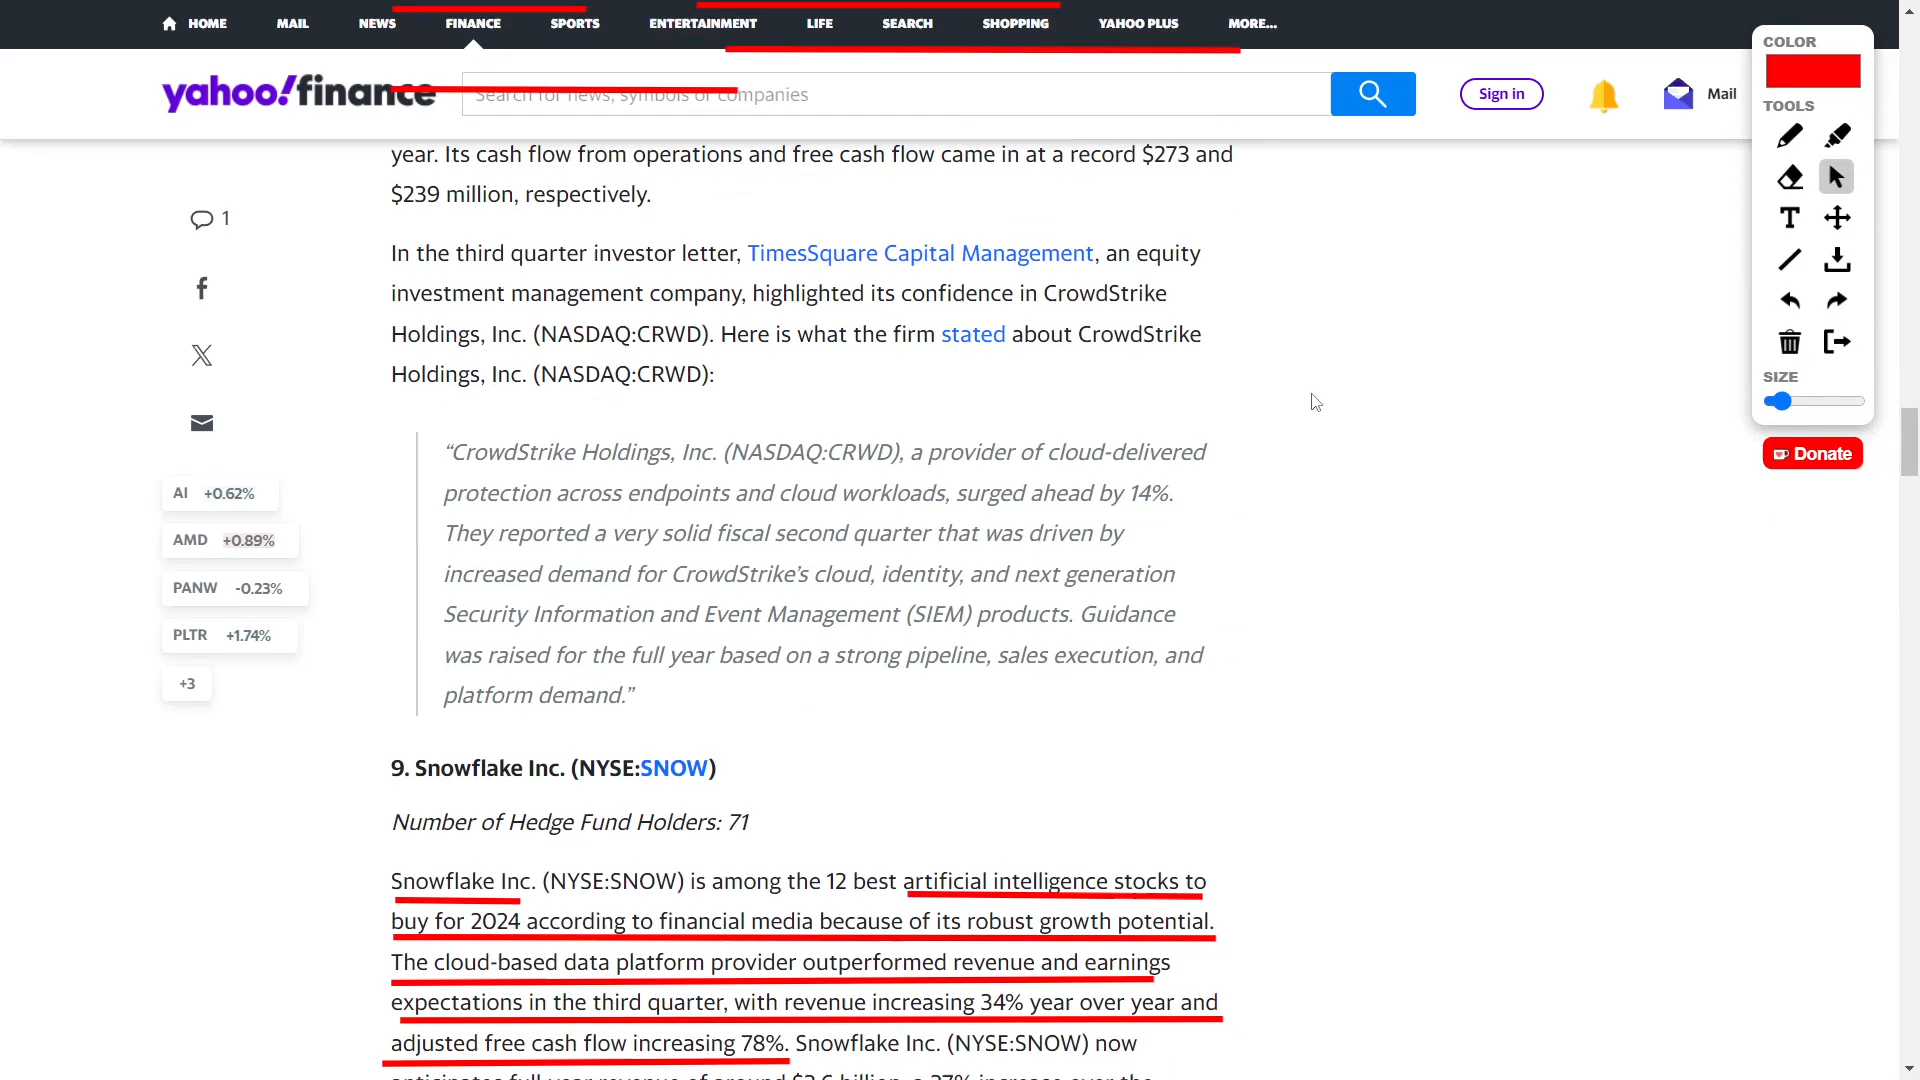 HOME MAIL NEWS FINANCE SPORTS ENTERTAINMENT LIFE SEARCH SHOPPING YAHOO PLUS MORE...
yahoo!finance
Search for news, symbols or companies
Sign in
Mail
COLOR
TOOLS
SIZE
Donate
1
AI +0.62%
AMD +0.89%
PANW -0.23%
PLTR +1.74%
+3
year. Its cash flow from operations and free cash flow came in at a record $273 and
$239 million, respectively.
In the third quarter investor letter, TimesSquare Capital Management, an equity
investment management company, highlighted its confidence in CrowdStrike
Holdings, Inc. (NASDAQ:CRWD). Here is what the firm stated about CrowdStrike
Holdings, Inc. (NASDAQ:CRWD):
“CrowdStrike Holdings, Inc. (NASDAQ:CRWD), a provider of cloud-delivered
protection across endpoints and cloud workloads, surged ahead by 14%.
They reported a very solid fiscal second quarter that was driven by
increased demand for CrowdStrike’s cloud, identity, and next generation
Security Information and Event Management (SIEM) products. Guidance
was raised for the full year based on a strong pipeline, sales execution, and
platform demand.”
9. Snowflake Inc. (NYSE:SNOW)
Number of Hedge Fund Holders: 71
Snowflake Inc. (NYSE:SNOW) is among the 12 best artificial intelligence stocks to
buy for 2024 according to financial media because of its robust growth potential.
The cloud-based data platform provider outperformed revenue and earnings
expectations in the third quarter, with revenue increasing 34% year over year and
adjusted free cash flow increasing 78%. Snowflake Inc. (NYSE:SNOW) now